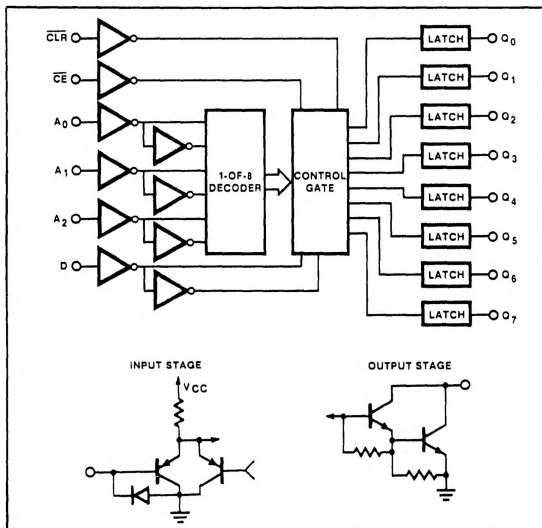 CLR
CE
A0
A1
A2
D
1-OF-8
DECODER
CONTROL
GATE
LATCH Q0
LATCH Q1
LATCH Q2
LATCH Q3
LATCH Q4
LATCH Q5
LATCH Q6
LATCH Q7
INPUT STAGE
VCC
OUTPUT STAGE